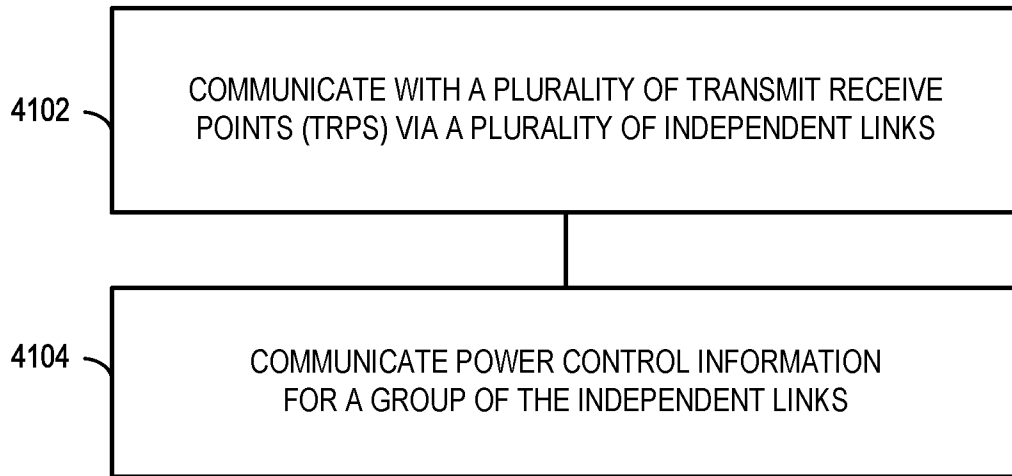 4102
COMMUNICATE WITH A PLURALITY OF TRANSMIT RECEIVE
POINTS (TRPS) VIA A PLURALITY OF INDEPENDENT LINKS
4104
COMMUNICATE POWER CONTROL INFORMATION
FOR A GROUP OF THE INDEPENDENT LINKS